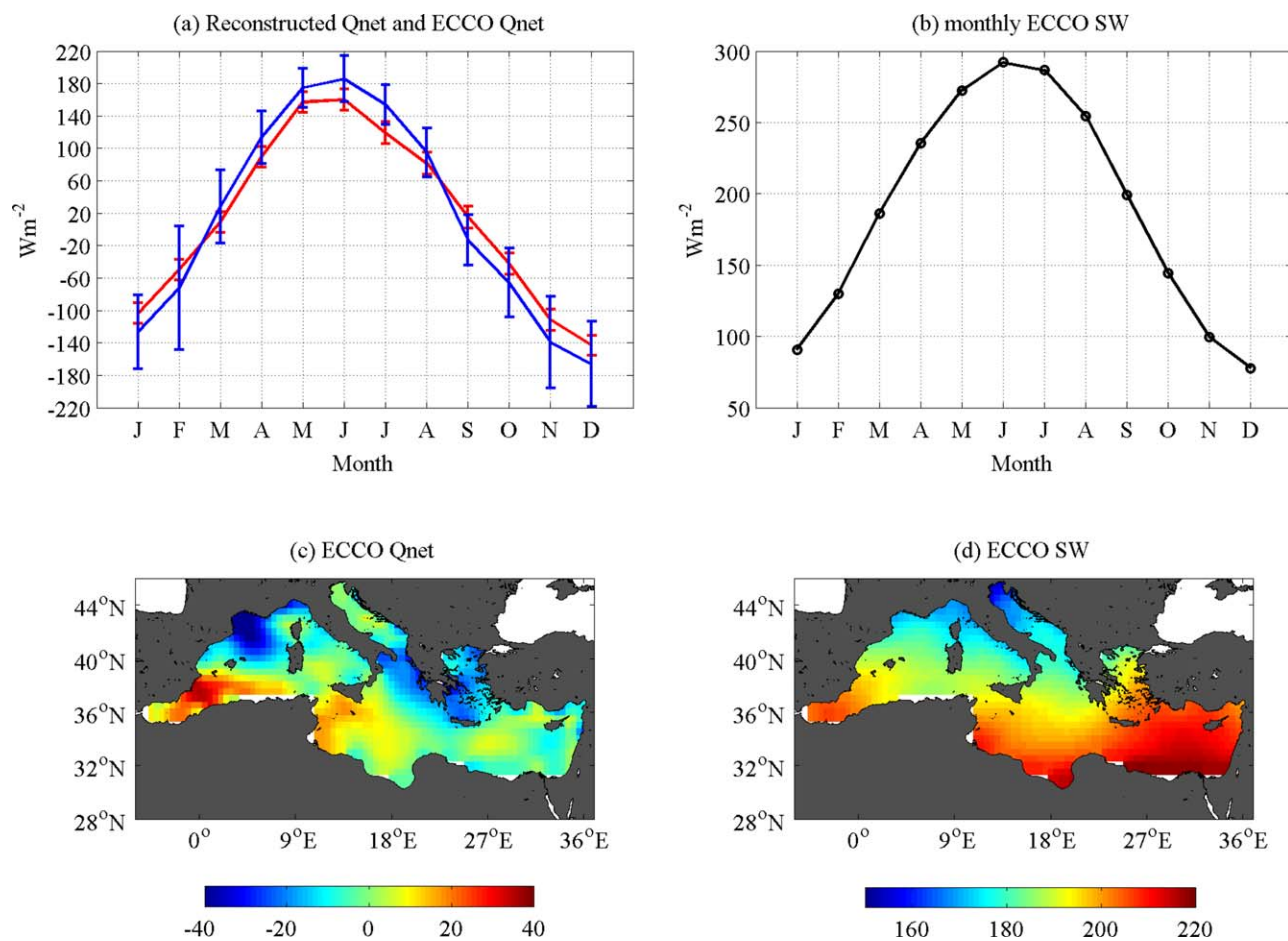 (a) Reconstructed Qnet and ECCO Qnet
220
180
140
100
60
20
-20
-60
-100
-140
-180
-220
Wm⁻²
J F M A M J J A S O N D
Month
(b) monthly ECCO SW
300
250
200
150
100
50
Wm⁻²
J F M A M J J A S O N D
Month
(c) ECCO Qnet
44°N
40°N
36°N
32°N
28°N
0° 9°E 18°E 27°E 36°E
-40 -20 0 20 40
(d) ECCO SW
44°N
40°N
36°N
32°N
28°N
0° 9°E 18°E 27°E 36°E
160 180 200 220